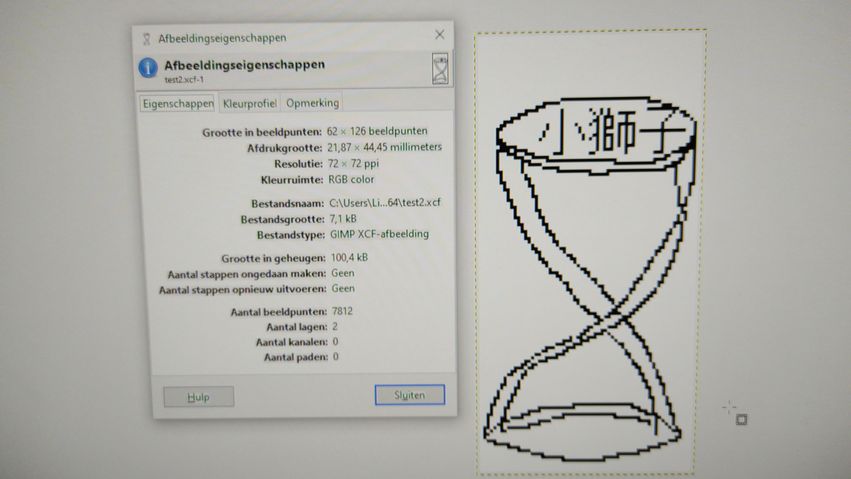 Afbeeldingseigenschappen
Afbeeldingseigenschappen
test2.xcf-1
Eigenschappen Kleurprofiel Opmerking
Grootte in beeldpunten: 62 × 126 beeldpunten
Afdrukgrootte: 21,87 × 44,45 millimeters
Resolutie: 72 × 72 ppi
Kleurruimte: RGB color
Bestandsnaam: C:\Users\Li...64\test2.xcf
Bestandsgrootte: 7,1 kB
Bestandstype: GIMP XCF-afbeelding
Grootte in geheugen: 100,4 kB
Aantal stappen ongedaan maken: Geen
Aantal stappen opnieuw uitvoeren: Geen
Aantal beeldpunten: 7812
Aantal lagen: 2
Aantal kanalen: 0
Aantal paden: 0
Hulp Sluiten
小獅子